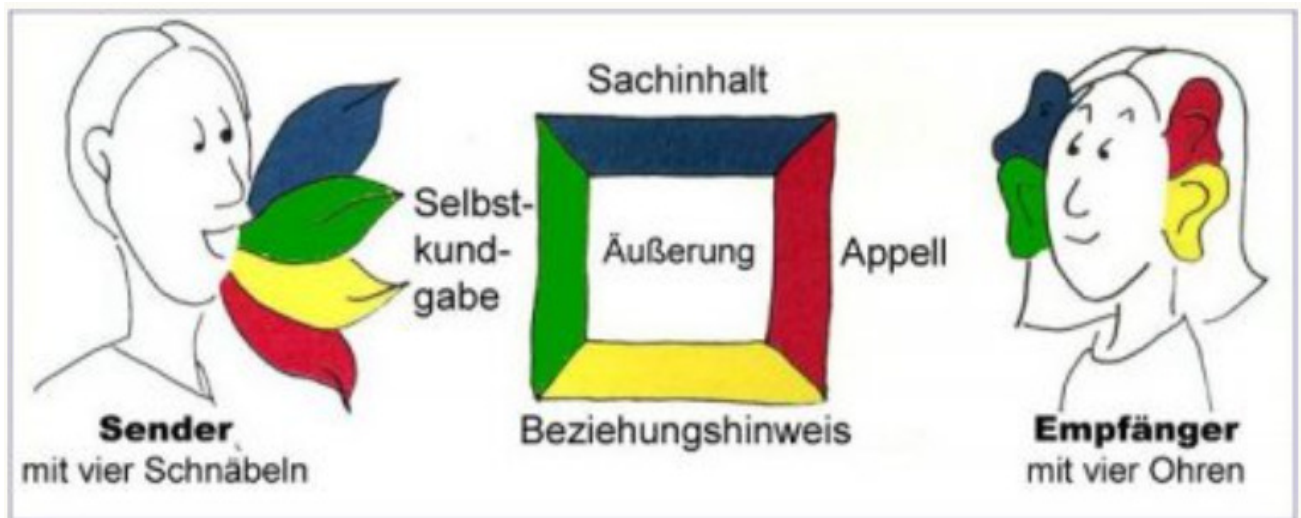 Sachinhalt
Selbst-
kund-
gabe
Äußerung
Appell
Beziehungshinweis
Sender
mit vier Schnäbeln
Empfänger
mit vier Ohren